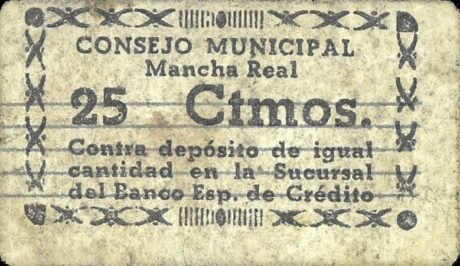 CONSEJO MUNICIPAL
Mancha Real
25 Ctmos.
Contra depósito de igual
cantidad en la Sucursal
del Banco Esp. de Crédito